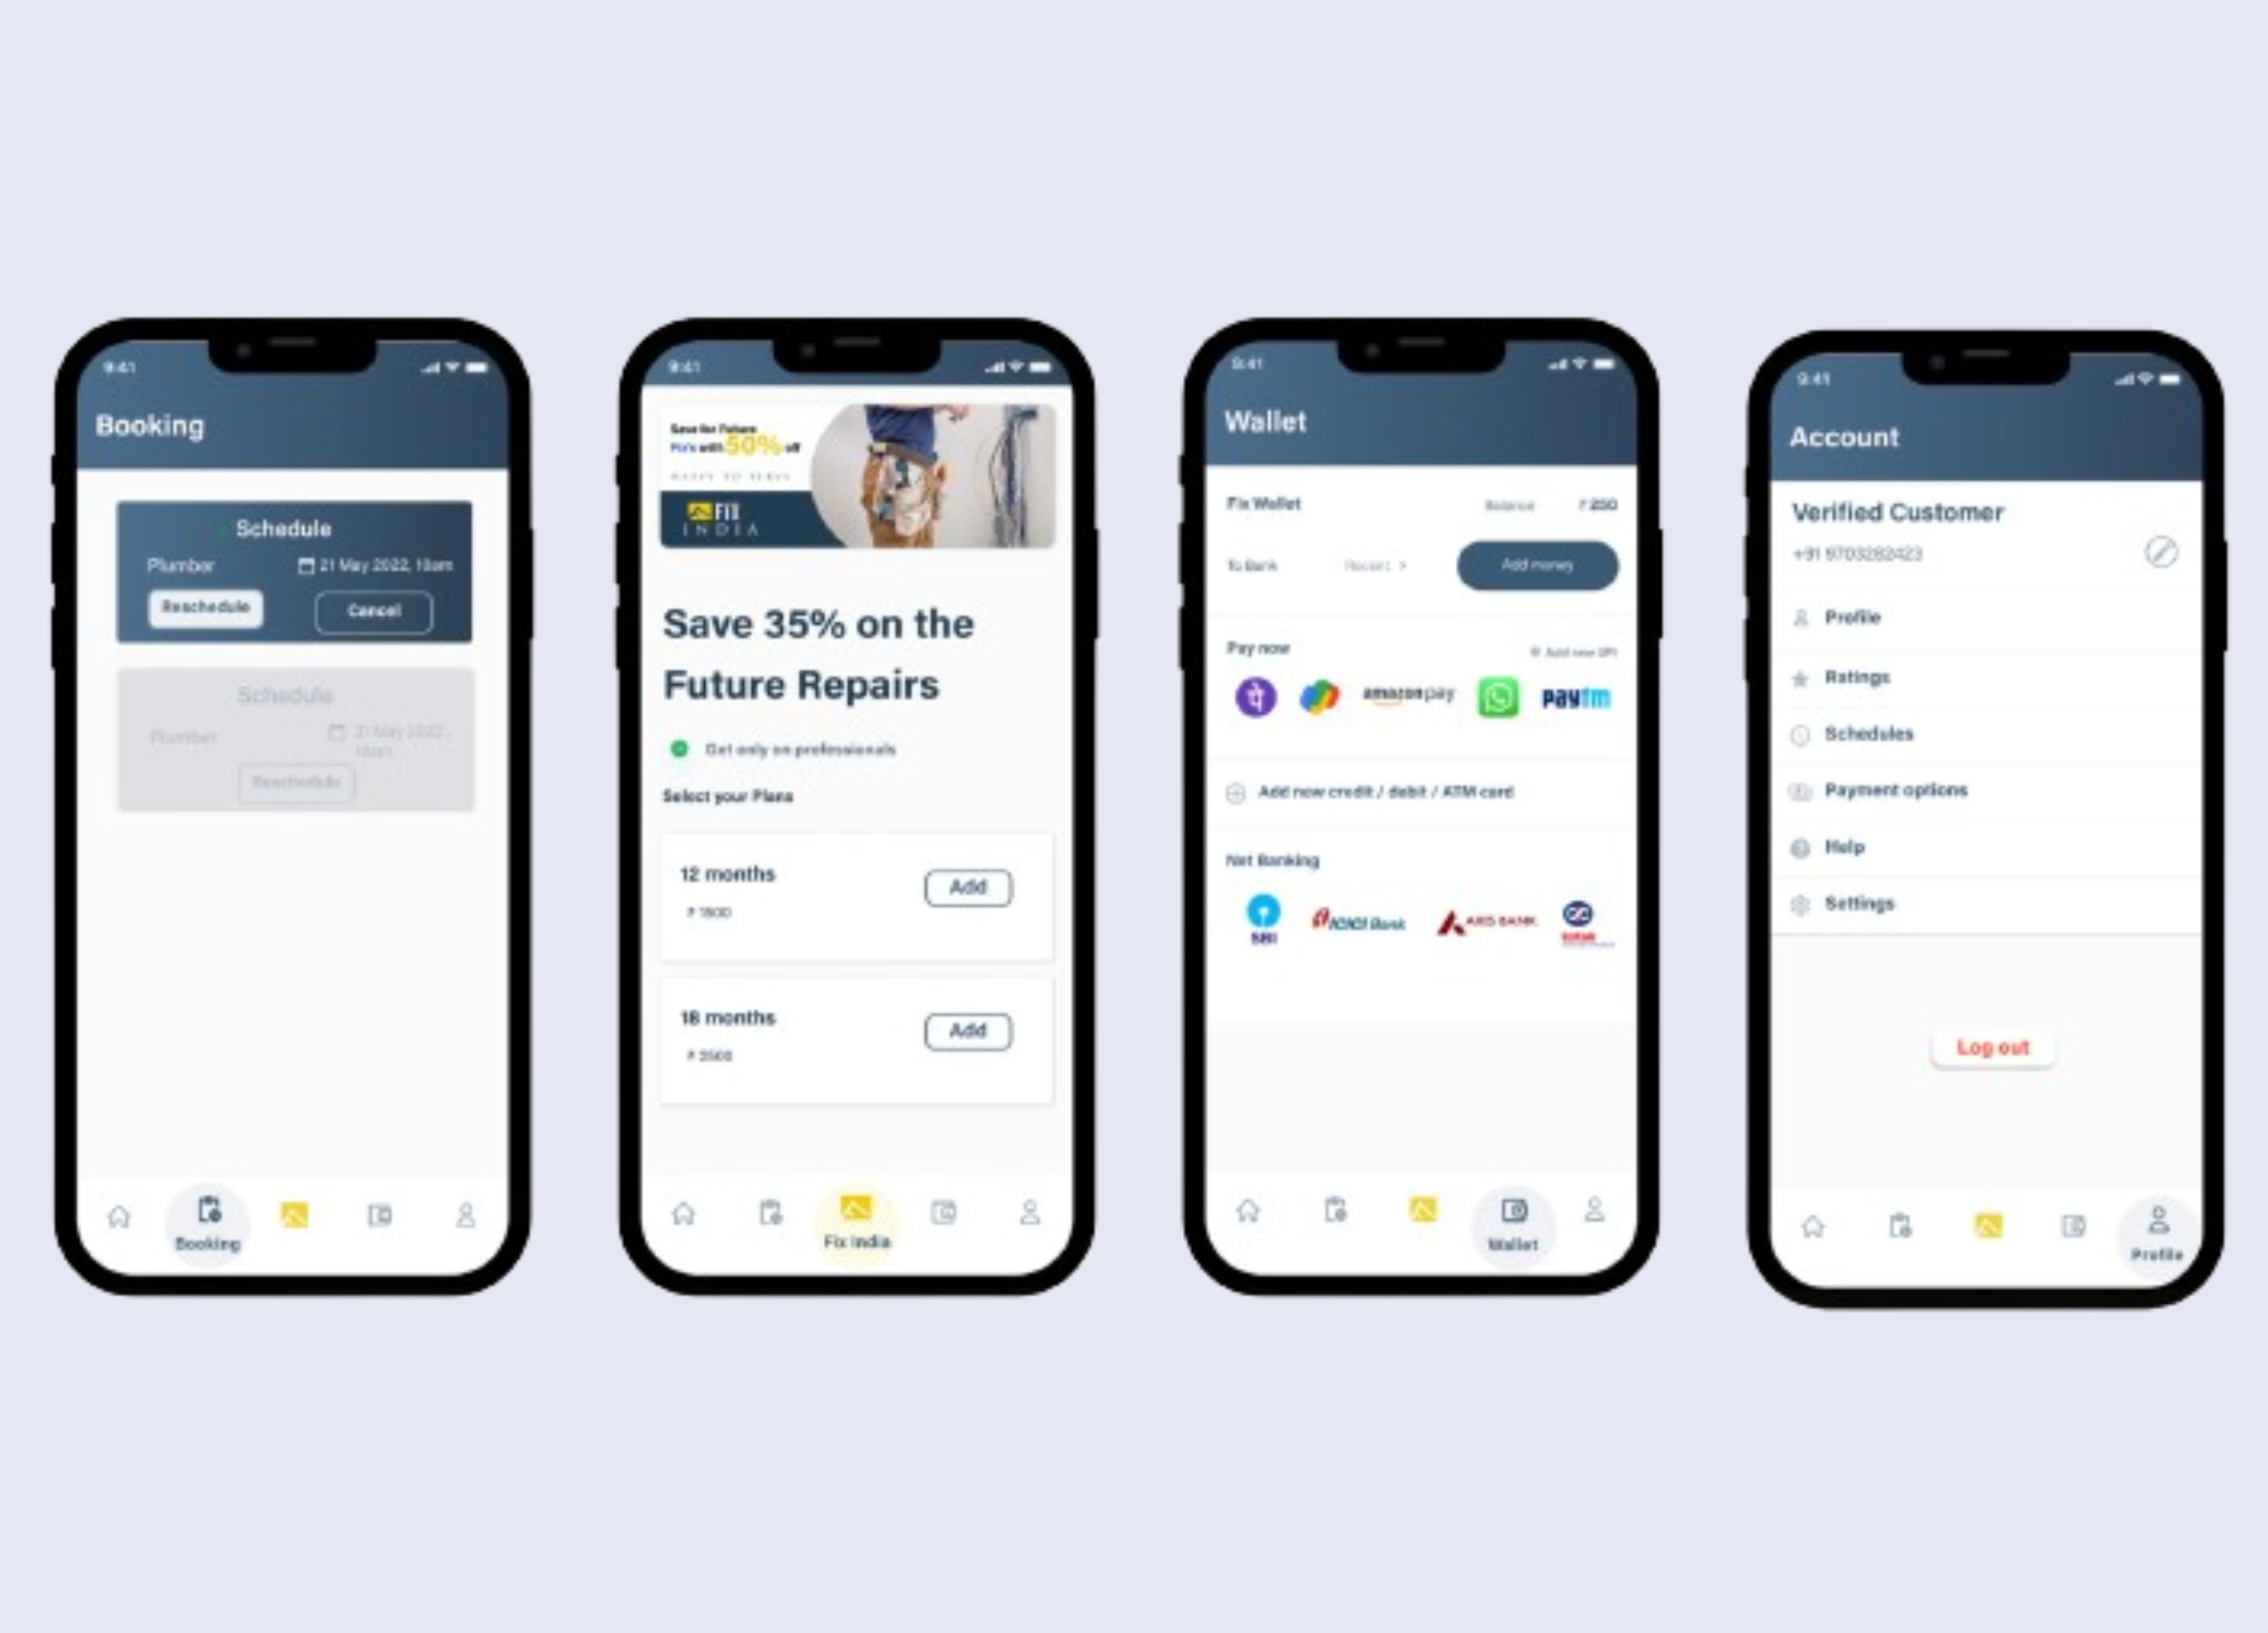 9:41
Booking
Schedule
Plumber 21 May 2022, 10am
Reschedule Cancel
Schedule
Plumber 21 May 2022,
10am
Reschedule
Booking
9:41
Save for Future
Fix's with 50% off
HAPPY TO SERVE
INDIA
Save 35% on the
Future Repairs
Get only on professionals
Select your Plans
12 months
Add
₹ 1500
18 months
Add
₹ 2500
Fix India
9:41
Wallet
Fix Wallet Balance ₹ 250
To Bank Recent > Add money
Pay now Add new UPI
पे amazon pay paytm
Add new credit / debit / ATM card
Net Banking
SBI ICICI Bank AXIS BANK kotak
Wallet
9:41
Account
Verified Customer
+91 9703282423
Profile
Ratings
Schedules
Payment options
Help
Settings
Log out
Profile